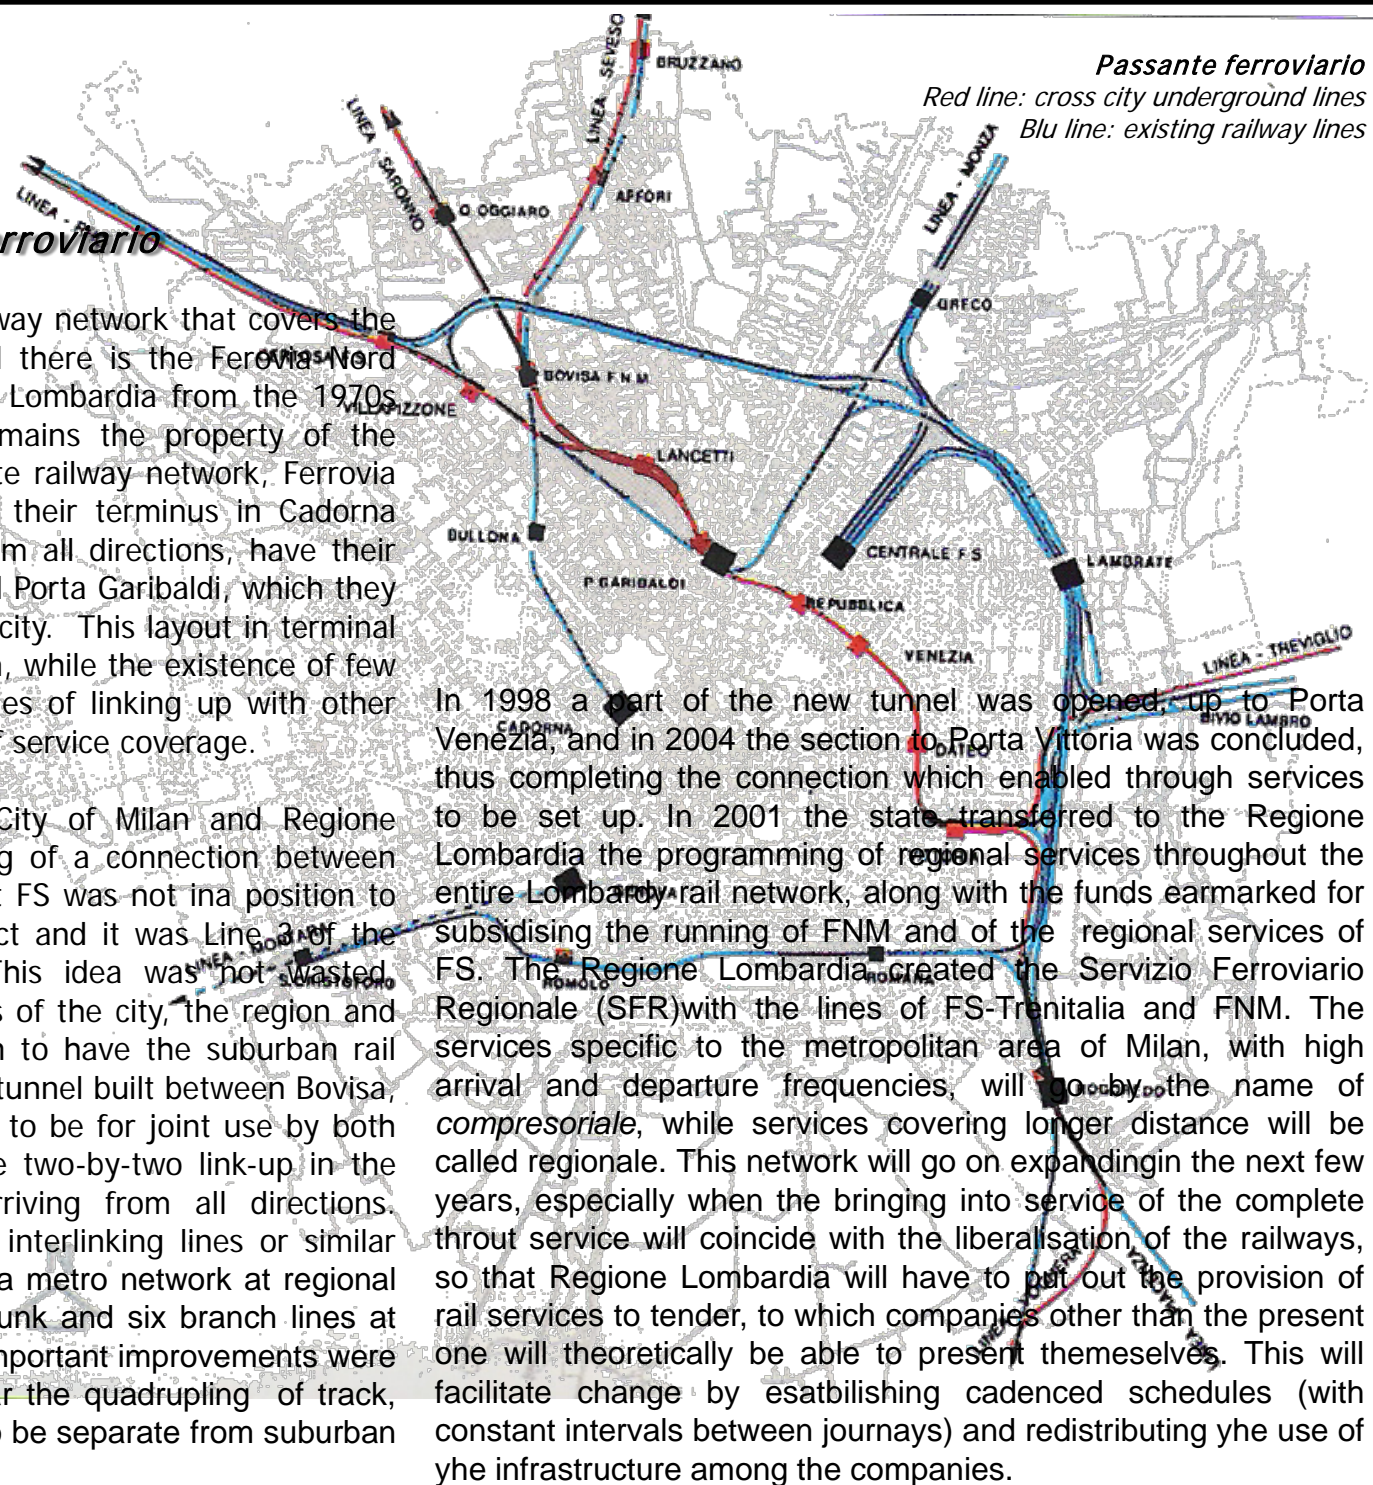 Passante ferroviario
Red line: cross city underground lines
Blu line: existing railway lines
LINEA SEVESO
BRUZZANO
LINEA - SARONNO
Q. OGGIARO
AFFORI
LINEA - MONZA
GRECO
LINEA -
erroviario
way network that covers the
there is the Ferovia Nord
Lombardia from the 1970s
mains the property of the
te railway network, Ferovia
their terminus in Cadorna
m all directions, have their
Porta Garibaldi, which they
city. This layout in terminal
, while the existence of few
es of linking up with other
f service coverage.
City of Milan and Regione
g of a connection between
t FS was not ina position to
ct and it was Line 3 of the
This idea was not wasted,
s of the city, the region and
n to have the suburban rail
tunnel built between Bovisa,
to be for joint use by both
e two-by-two link-up in the
rriving from all directions.
interlinking lines or similar
a metro network at regional
unk and six branch lines at
mportant improvements were
ar the quadrupling of track,
o be separate from suburban
CERTOSA F.S.
VILLAPIZZONE
BOVISA F.N.M
LANCETTI
BULLONA
P. GARIBALDI
CENTRALE F S
LAMBRATE
REPUBBLICA
VENEZIA
LINEA - TREVIGLIO
BIVIO LAMBRO
CADORNA
DATEO
GENOVA
LINEA - MORTARA
S. CRISTOFORO
ROMOLO
ROMANA
ROGOREDO
LINEA - PIACENZA
In 1998 a part of the new tunnel was opened, up to Porta
Venezia, and in 2004 the section to Porta Vittoria was concluded,
thus completing the connection which enabled through services
to be set up. In 2001 the state transferred to the Regione
Lombardia the programming of regional services throughout the
entire Lombardy rail network, along with the funds earmarked for
subsidising the running of FNM and of the regional services of
FS. The Regione Lombardia created the Servizio Ferroviario
Regionale (SFR)with the lines of FS-Trenitalia and FNM. The
services specific to the metropolitan area of Milan, with high
arrival and departure frequencies, will go by the name of
compresoriale, while services covering longer distance will be
called regionale. This network will go on expandingin the next few
years, especially when the bringing into service of the complete
throut service will coincide with the liberalisation of the railways,
so that Regione Lombardia will have to put out the provision of
rail services to tender, to which companies other than the present
one will theoretically be able to present themeselves. This will
facilitate change by esatbilishing cadenced schedules (with
constant intervals between journays) and redistributing yhe use of
yhe infrastructure among the companies.